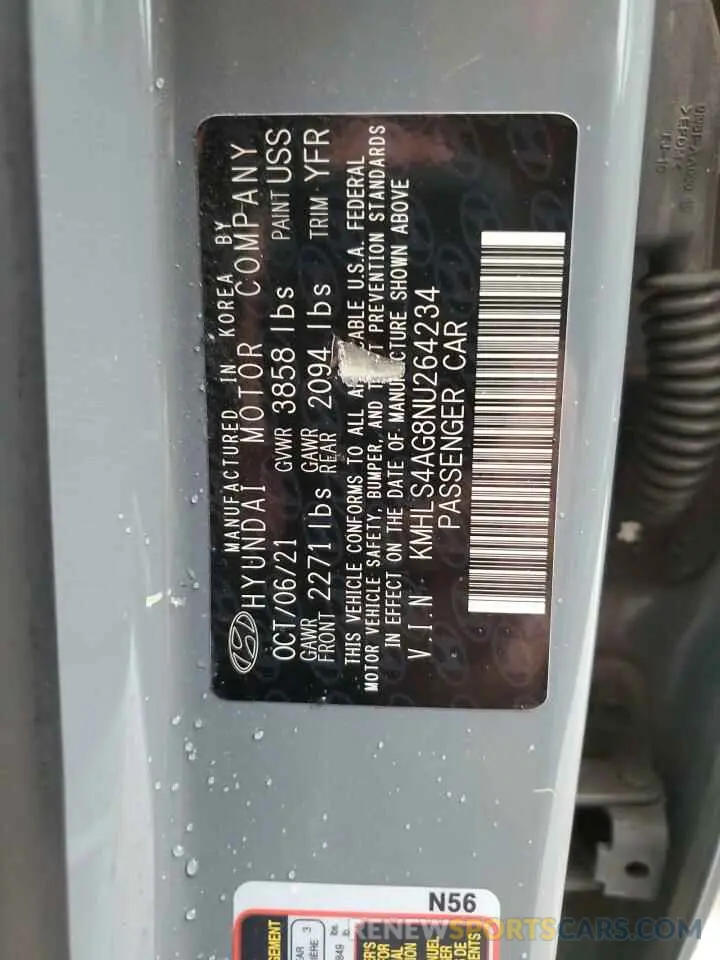 MANUFACTURED IN KOREA BY
HYUNDAI MOTOR COMPANY
OCT/06/21 GVWR 3858 lbs PAINT USS
GAWR FRONT 2271 lbs GAWR REAR 2094 lbs TRIM YFR
THIS VEHICLE CONFORMS TO ALL U.S.A. FEDERAL
MOTOR VEHICLE SAFETY, BUMPER, AND PREVENTION STANDARDS
IN EFFECT ON THE DATE OF MANUFACTURE SHOWN ABOVE
V.I.N KMHLS4AG8NU264234
PASSENGER CAR
N56
RENEWSPORTSCARS.COM